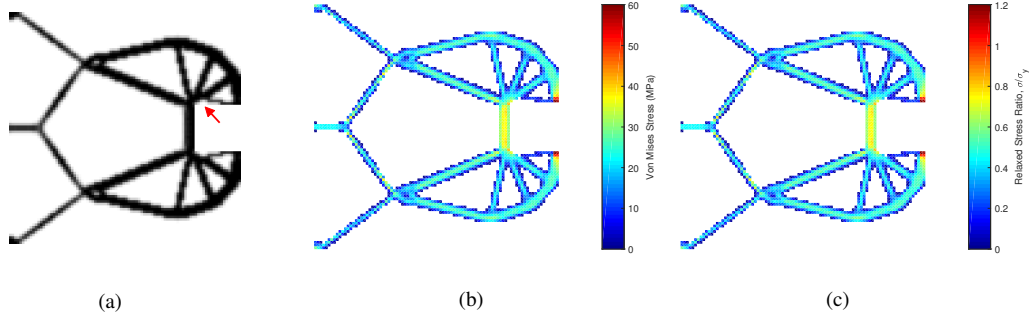 60
50
40
30
20
10
0
Von Mises Stress (MPa)
1.2
1
0.8
0.6
0.4
0.2
0
Relaxed Stress Ratio, σ/σy
(a)
(b)
(c)